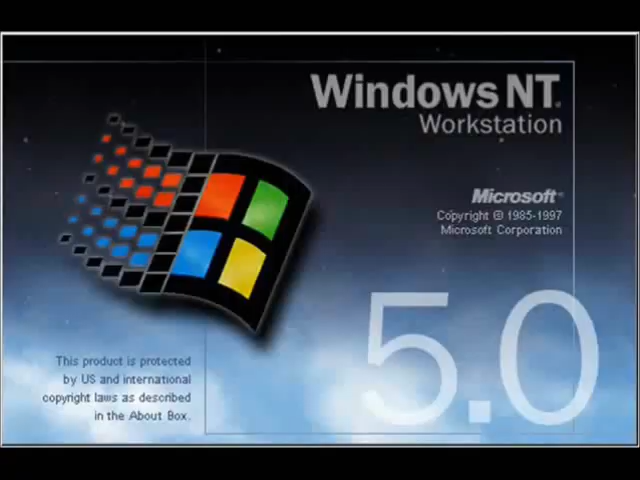 Windows NT
Workstation
Microsoft
Copyright © 1985-1997
Microsoft Corporation
5.0
This product is protected
by US and international
copyright laws as described
in the About Box.